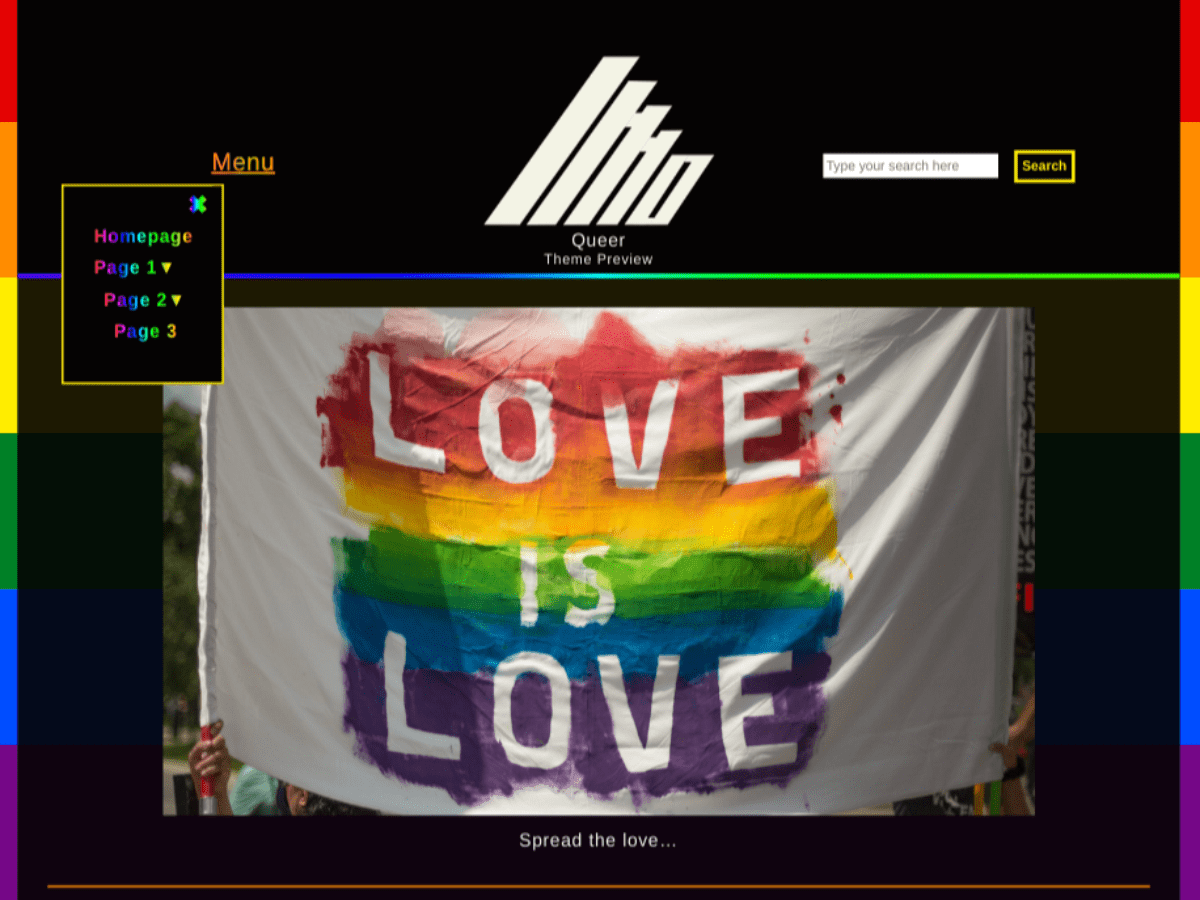 Menu
Type your search here
Search
Homepage
Page 1▼
Page 2▼
Page 3
Queer
Theme Preview
LOVE
IS
LOVE
Spread the love...